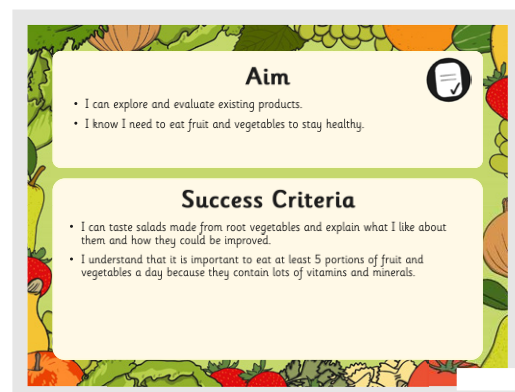 Aim
• I can explore and evaluate existing products.
• I know I need to eat fruit and vegetables to stay healthy.
Success Criteria
• I can taste salads made from root vegetables and explain what I like about
them and how they could be improved.
• I understand that it is important to eat at least 5 portions of fruit and
vegetables a day because they contain lots of vitamins and minerals.